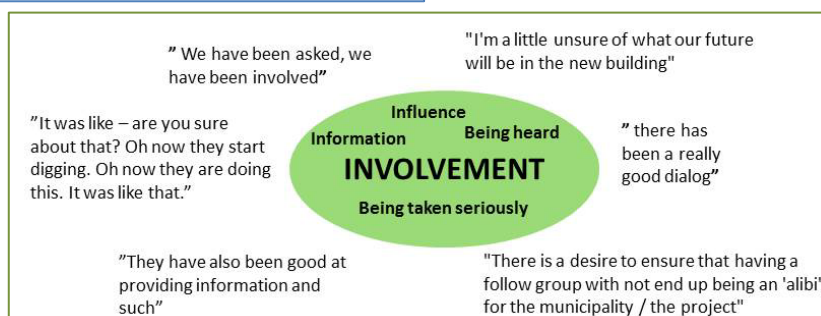 ” We have been asked, we
have been involved”
"I'm a little unsure of what our future
will be in the new building"
”It was like – are you sure
about that? Oh now they start
digging. Oh now they are doing
this. It was like that.”
Influence
Information
Being heard
INVOLVEMENT
Being taken seriously
” there has
been a really
good dialog”
”They have also been good at
providing information and
such”
"There is a desire to ensure that having a
follow group with not end up being an 'alibi'
for the municipality / the project"